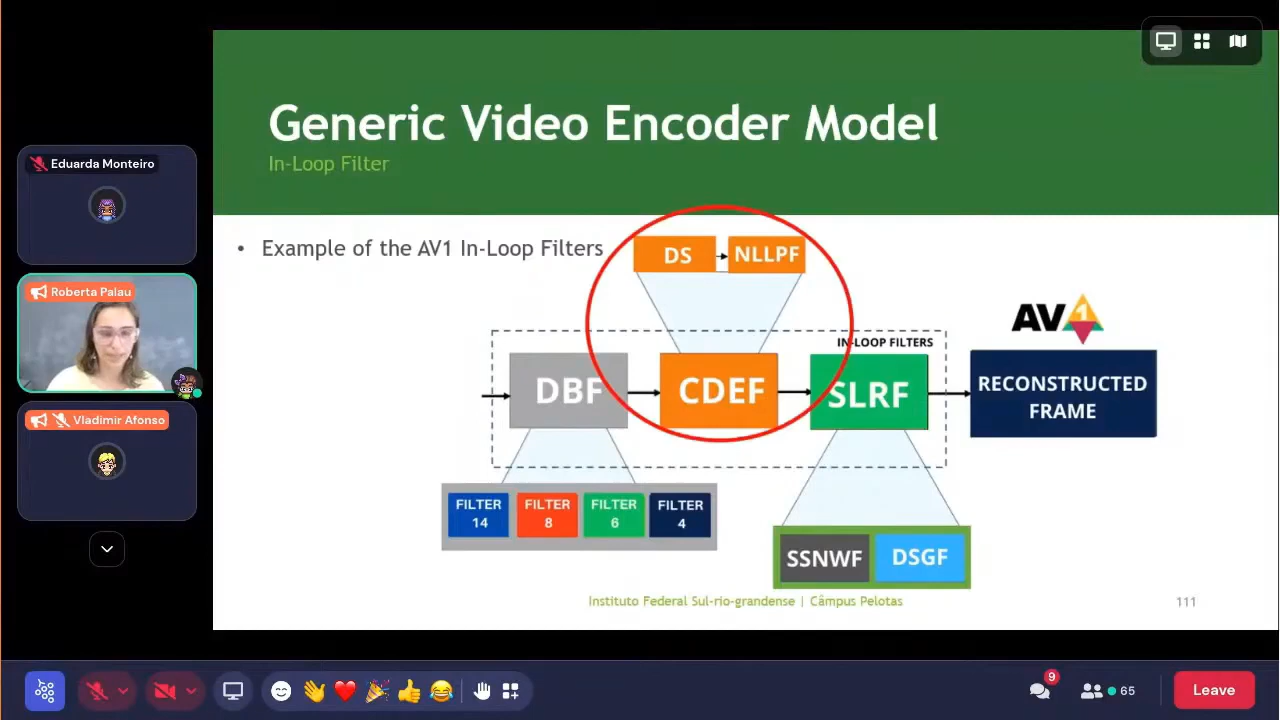 Generic Video Encoder Model
In-Loop Filter
Eduarda Monteiro
Roberta Palau
Vladimir Afonso
• Example of the AV1 In-Loop Filters
DS
NLLPF
IN-LOOP FILTERS
DBF
CDEF
SLRF
AV1
RECONSTRUCTED
FRAME
FILTER
14
FILTER
8
FILTER
6
FILTER
4
SSNWF
DSGF
Instituto Federal Sul-rio-grandense | Câmpus Pelotas
111
9
65
Leave